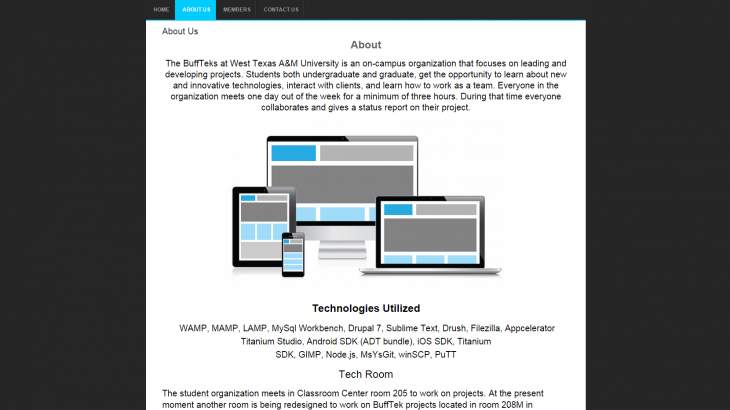 HOME ABOUT US MEMBERS CONTACT US
About Us
About
The BuffTeks at West Texas A&M University is an on-campus organization that focuses on leading and
developing projects. Students both undergraduate and graduate, get the opportunity to learn about new
and innovative technologies, interact with clients, and learn how to work as a team. Everyone in the
organization meets one day out of the week for a minimum of three hours. During that time everyone
collaborates and gives a status report on their project.
Technologies Utilized
WAMP, MAMP, LAMP, MySql Workbench, Drupal 7, Sublime Text, Drush, Filezilla, Appcelerator
Titanium Studio, Android SDK (ADT bundle), iOS SDK, Titanium
SDK, GIMP, Node.js, MsYsGit, winSCP, PuTT
Tech Room
The student organization meets in Classroom Center room 205 to work on projects. At the present
moment another room is being redesigned to work on BuffTek projects located in room 208M in